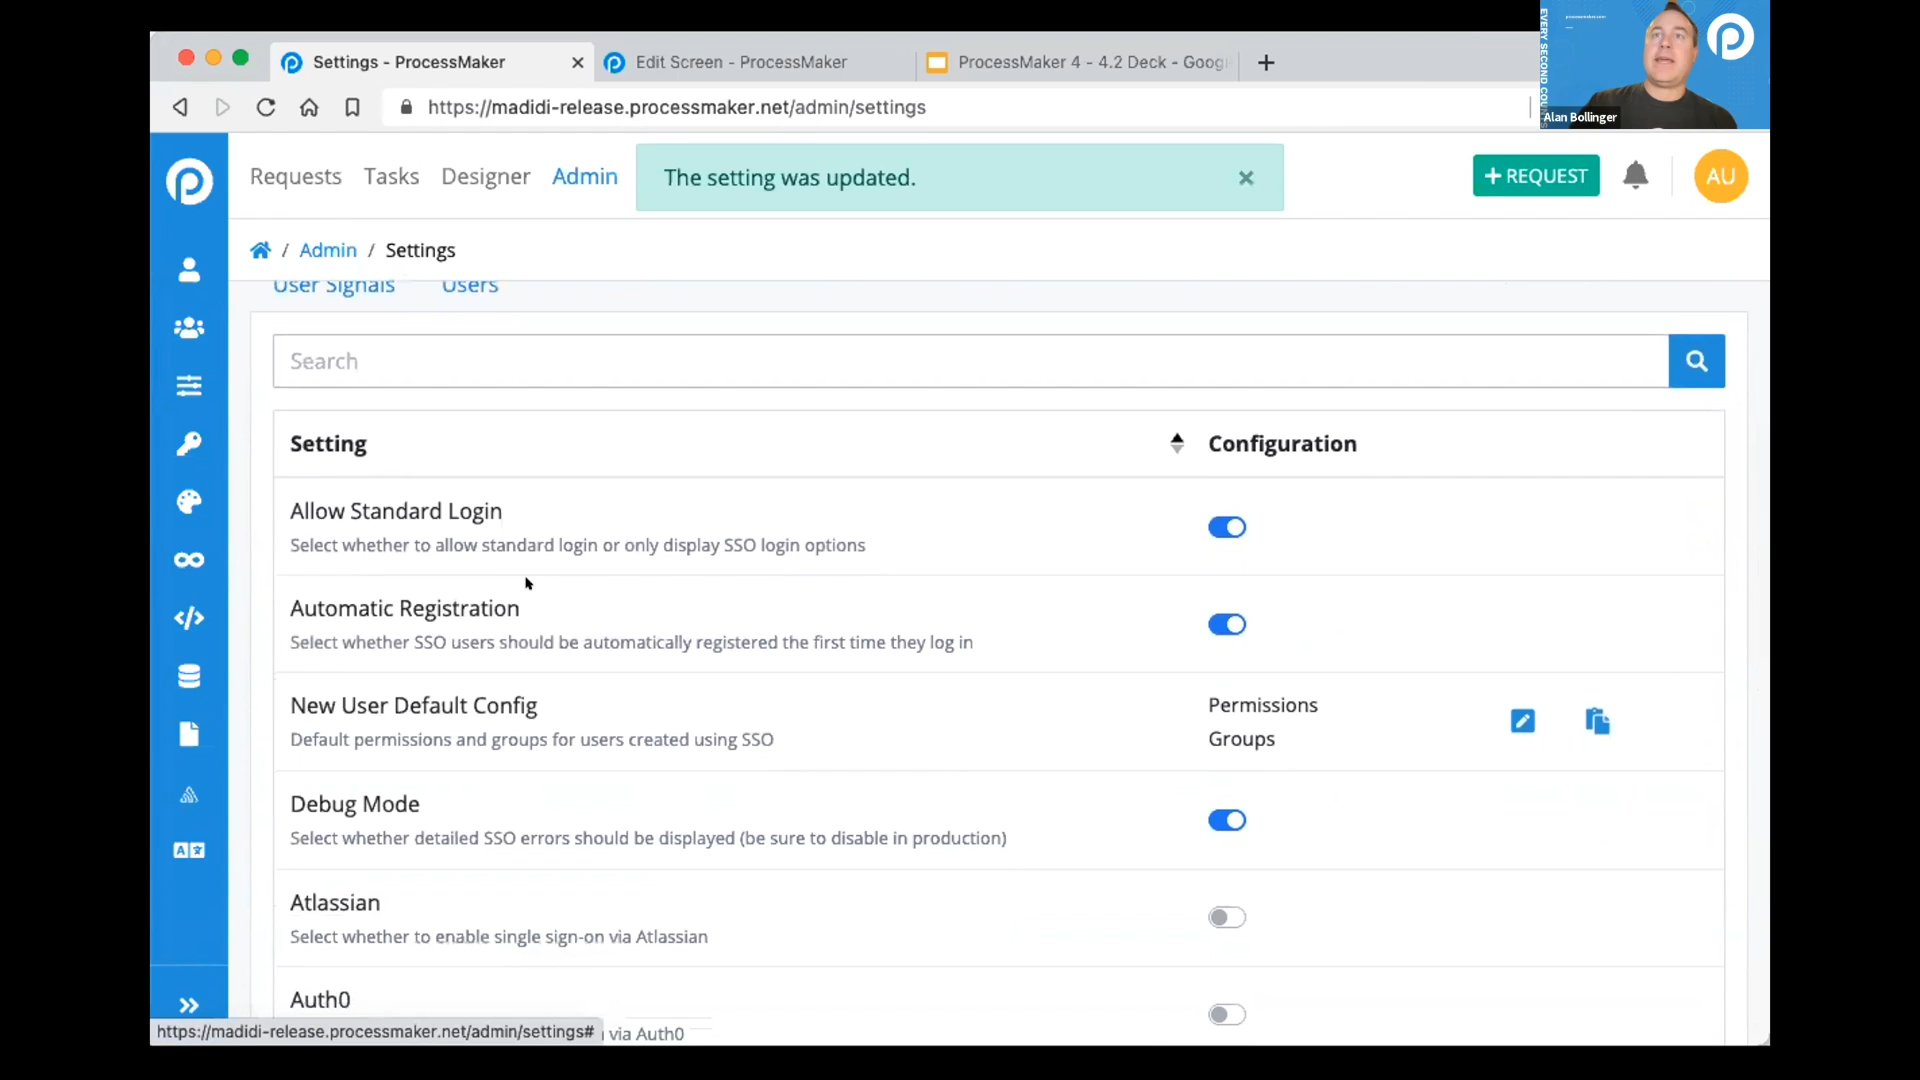 Settings - ProcessMaker
Edit Screen - ProcessMaker
ProcessMaker 4 - 4.2 Deck - Goog
https://madidi-release.processmaker.net/admin/settings
EVERY SECOND COU
Alan Bollinger
Requests Tasks Designer Admin
The setting was updated.
+ REQUEST
AU
/ Admin / Settings
User Signals Users
Search
Setting Configuration
Allow Standard Login
Select whether to allow standard login or only display SSO login options
Automatic Registration
Select whether SSO users should be automatically registered the first time they log in
New User Default Config
Default permissions and groups for users created using SSO
Permissions
Groups
Debug Mode
Select whether detailed SSO errors should be displayed (be sure to disable in production)
Atlassian
Select whether to enable single sign-on via Atlassian
Auth0
via Auth0
https://madidi-release.processmaker.net/admin/settings#